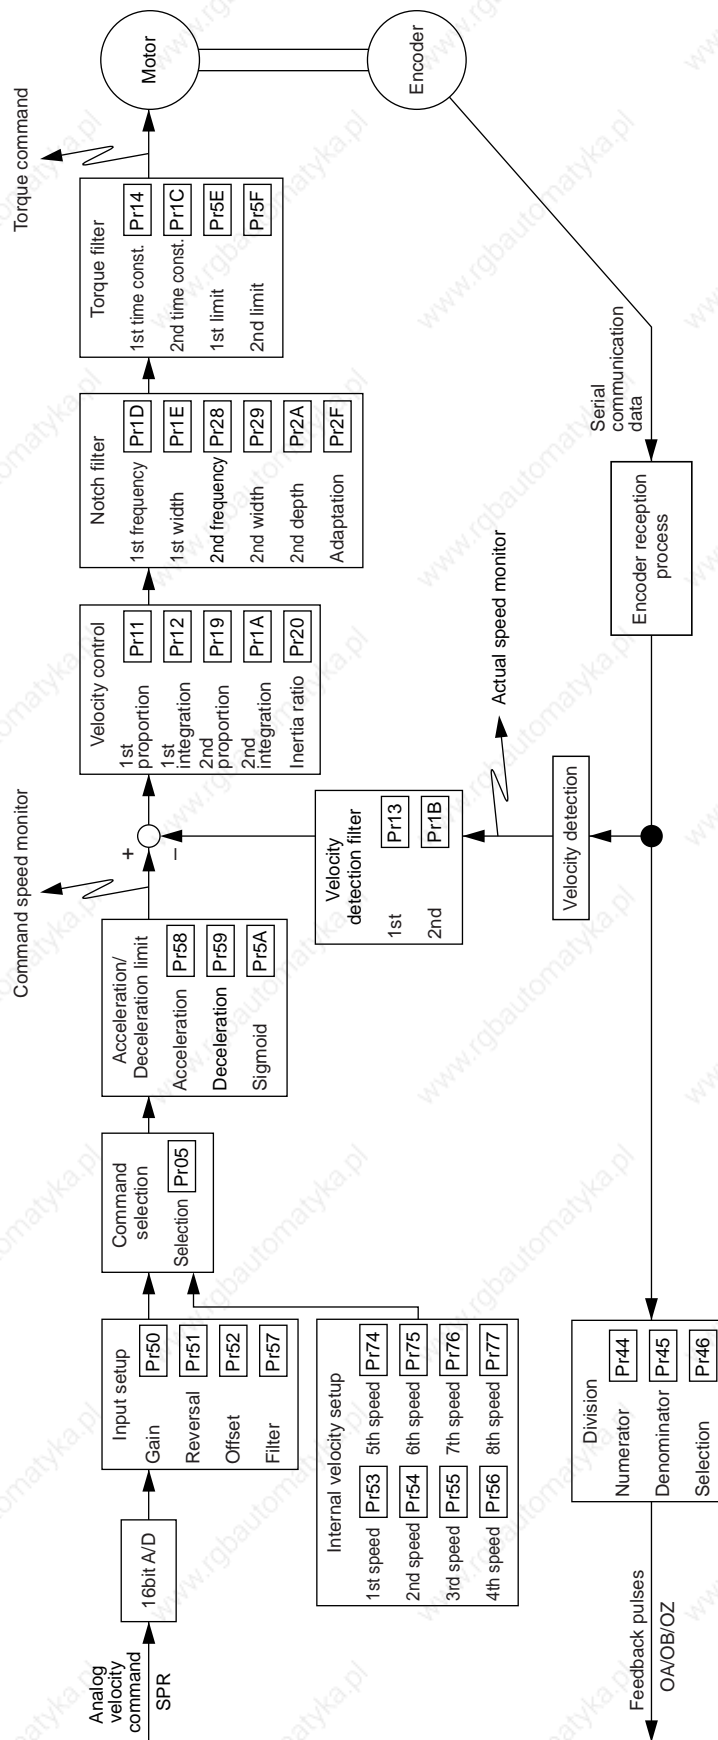 Analog
velocity
command
SPR
16bit A/D
Input setup
Gain Pr50
Reversal Pr51
Offset Pr52
Filter Pr57
Internal velocity setup
1st speed Pr53 5th speed Pr74
2nd speed Pr54 6th speed Pr75
3rd speed Pr55 7th speed Pr76
4th speed Pr56 8th speed Pr77
Command
selection
Selection Pr05
Acceleration/
Deceleration limit
Acceleration Pr58
Deceleration Pr59
Sigmoid Pr5A
Command speed monitor
+
−
Velocity control
1st
proportion Pr11
1st
integration Pr12
2nd
proportion Pr19
2nd
integration Pr1A
Inertia ratio Pr20
Notch filter
1st frequency Pr1D
1st width Pr1E
2nd frequency Pr28
2nd width Pr29
2nd depth Pr2A
Adaptation Pr2F
Torque filter
1st time const. Pr14
2nd time const. Pr1C
1st limit Pr5E
2nd limit Pr5F
Torque command
Motor
Encoder
Velocity
detection filter
1st Pr13
2nd Pr1B
Actual speed monitor
Velocity detection
Serial
communication
data
Encoder reception
process
Division
Numerator Pr44
Denominator Pr45
Selection Pr46
Feedback pulses
OA/OB/OZ
www.rgbautomatyka.pl